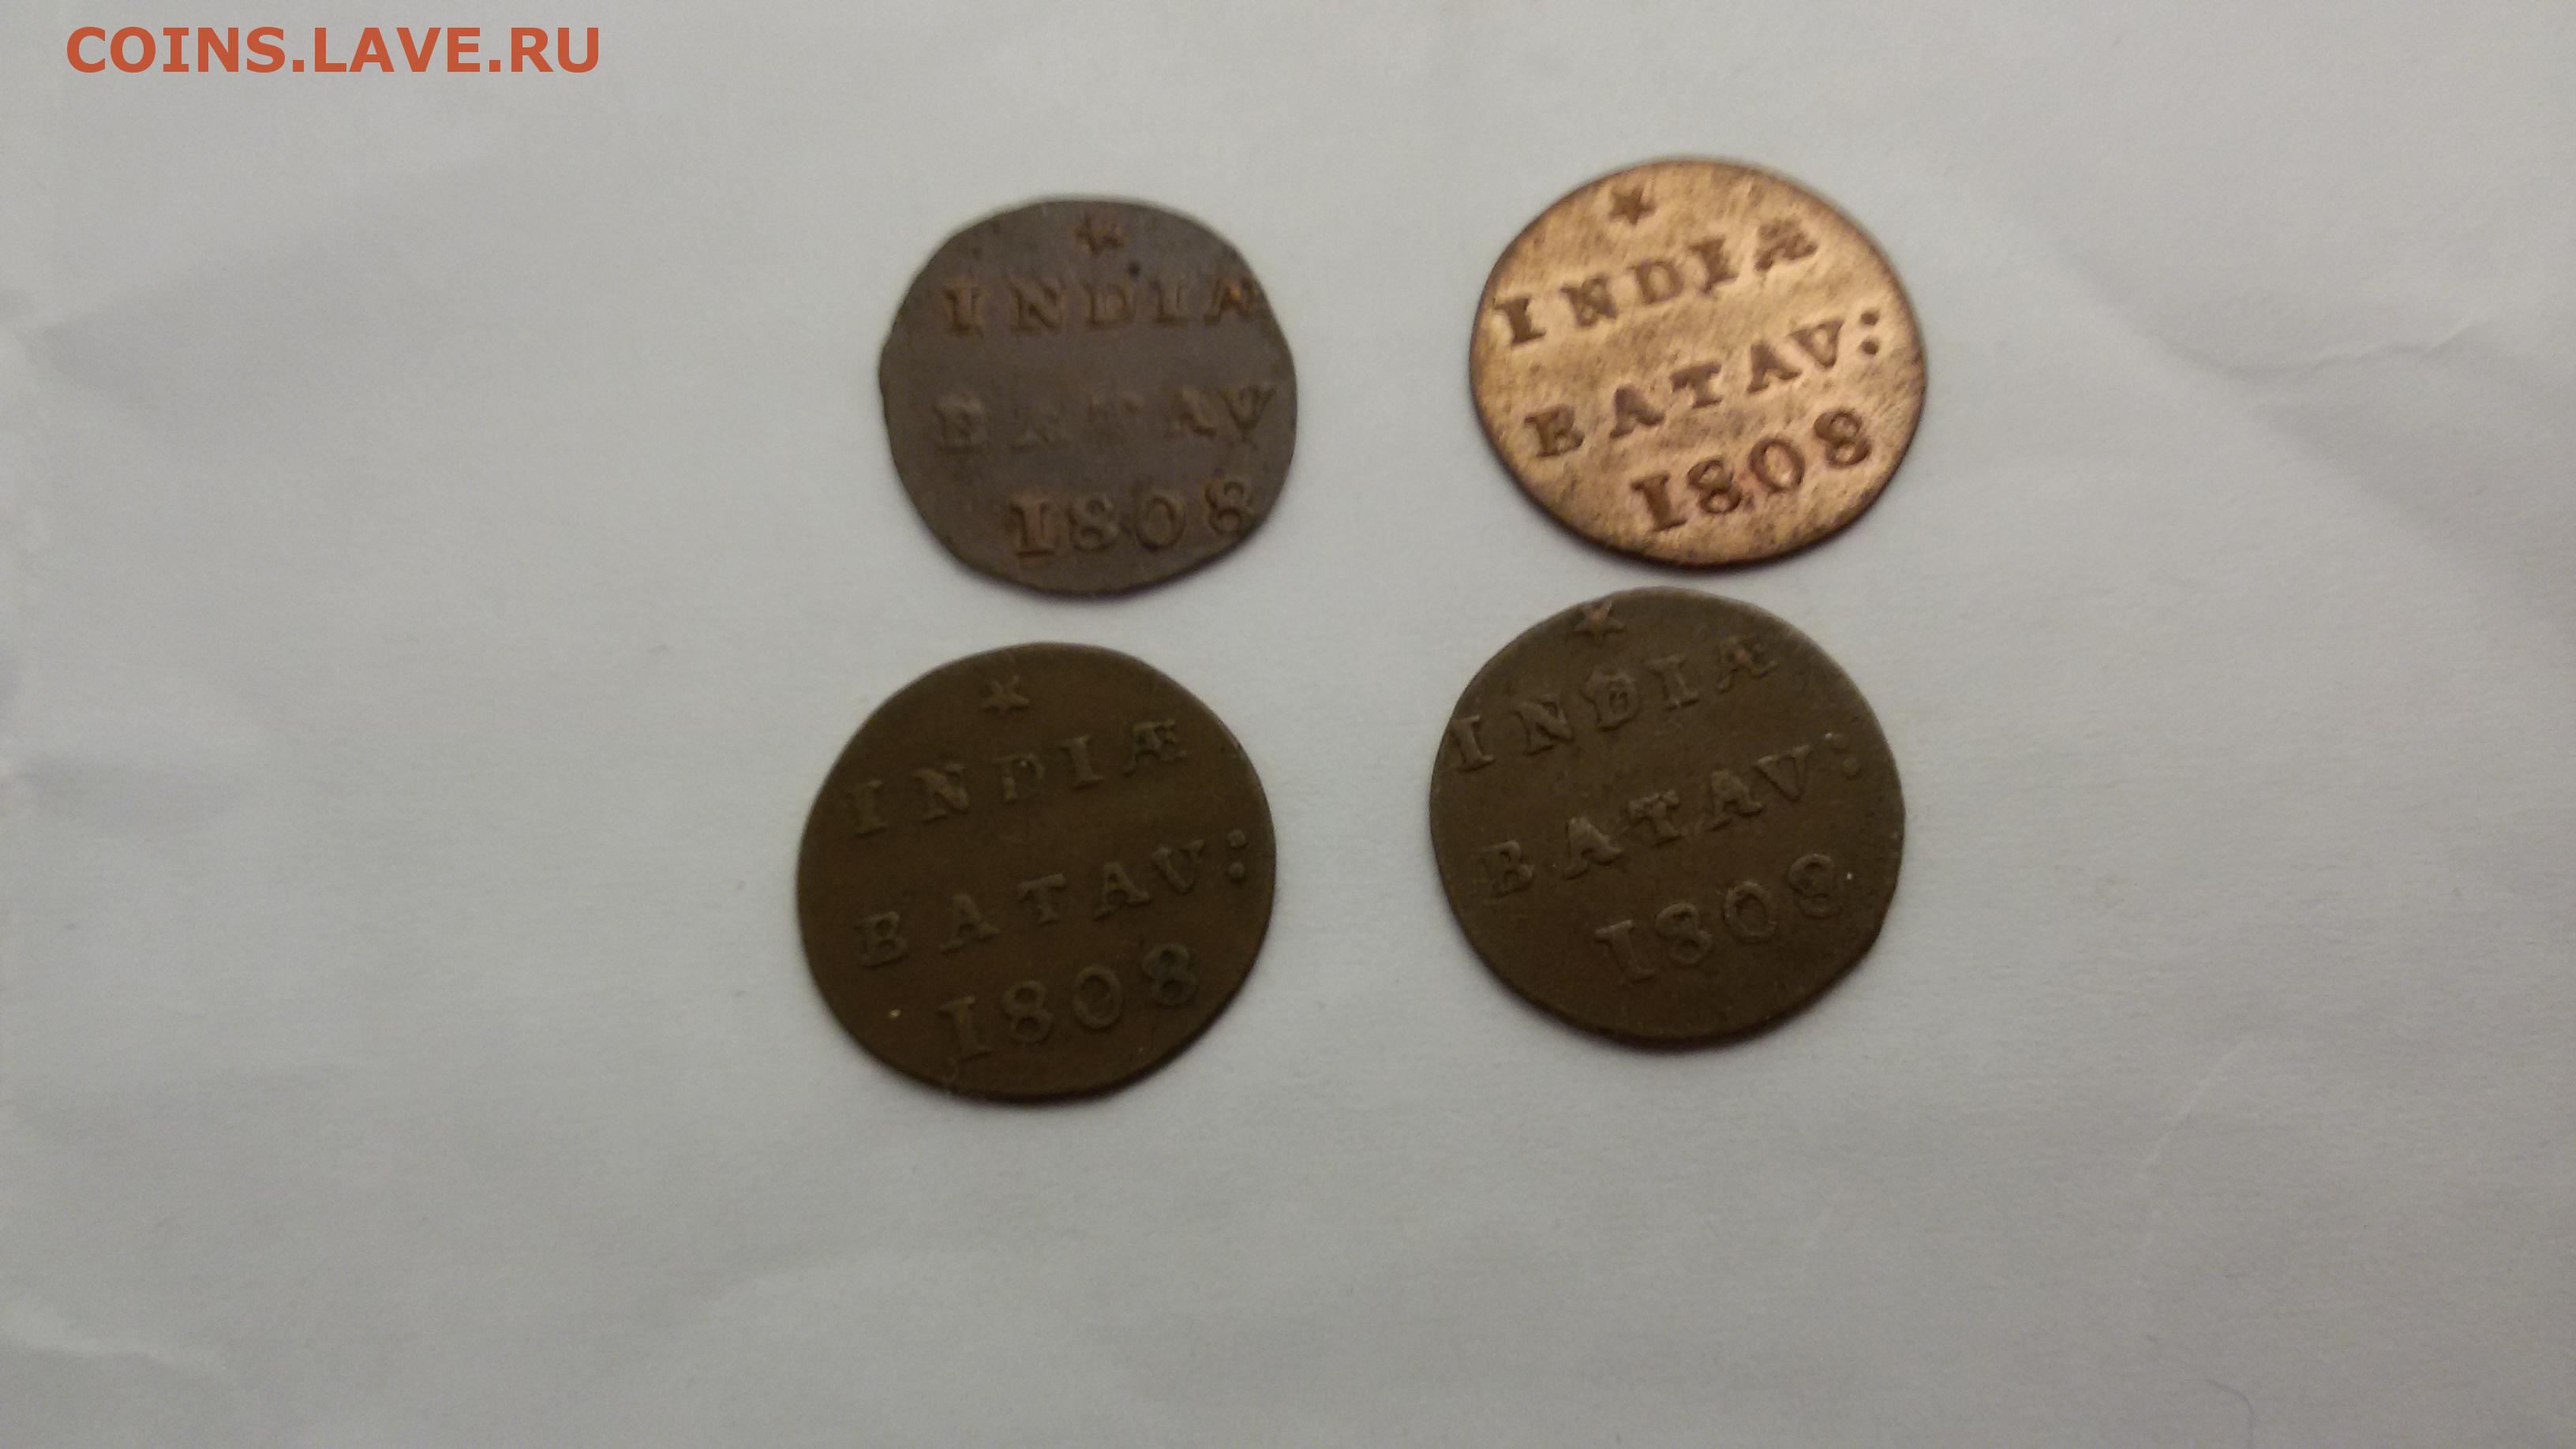 COINS.LAVE.RU
INDIÆ
BATAV
1808
INDIÆ
BATAV:
1808
INDIÆ
BATAV:
1808
INDIÆ
BATAV:
1808